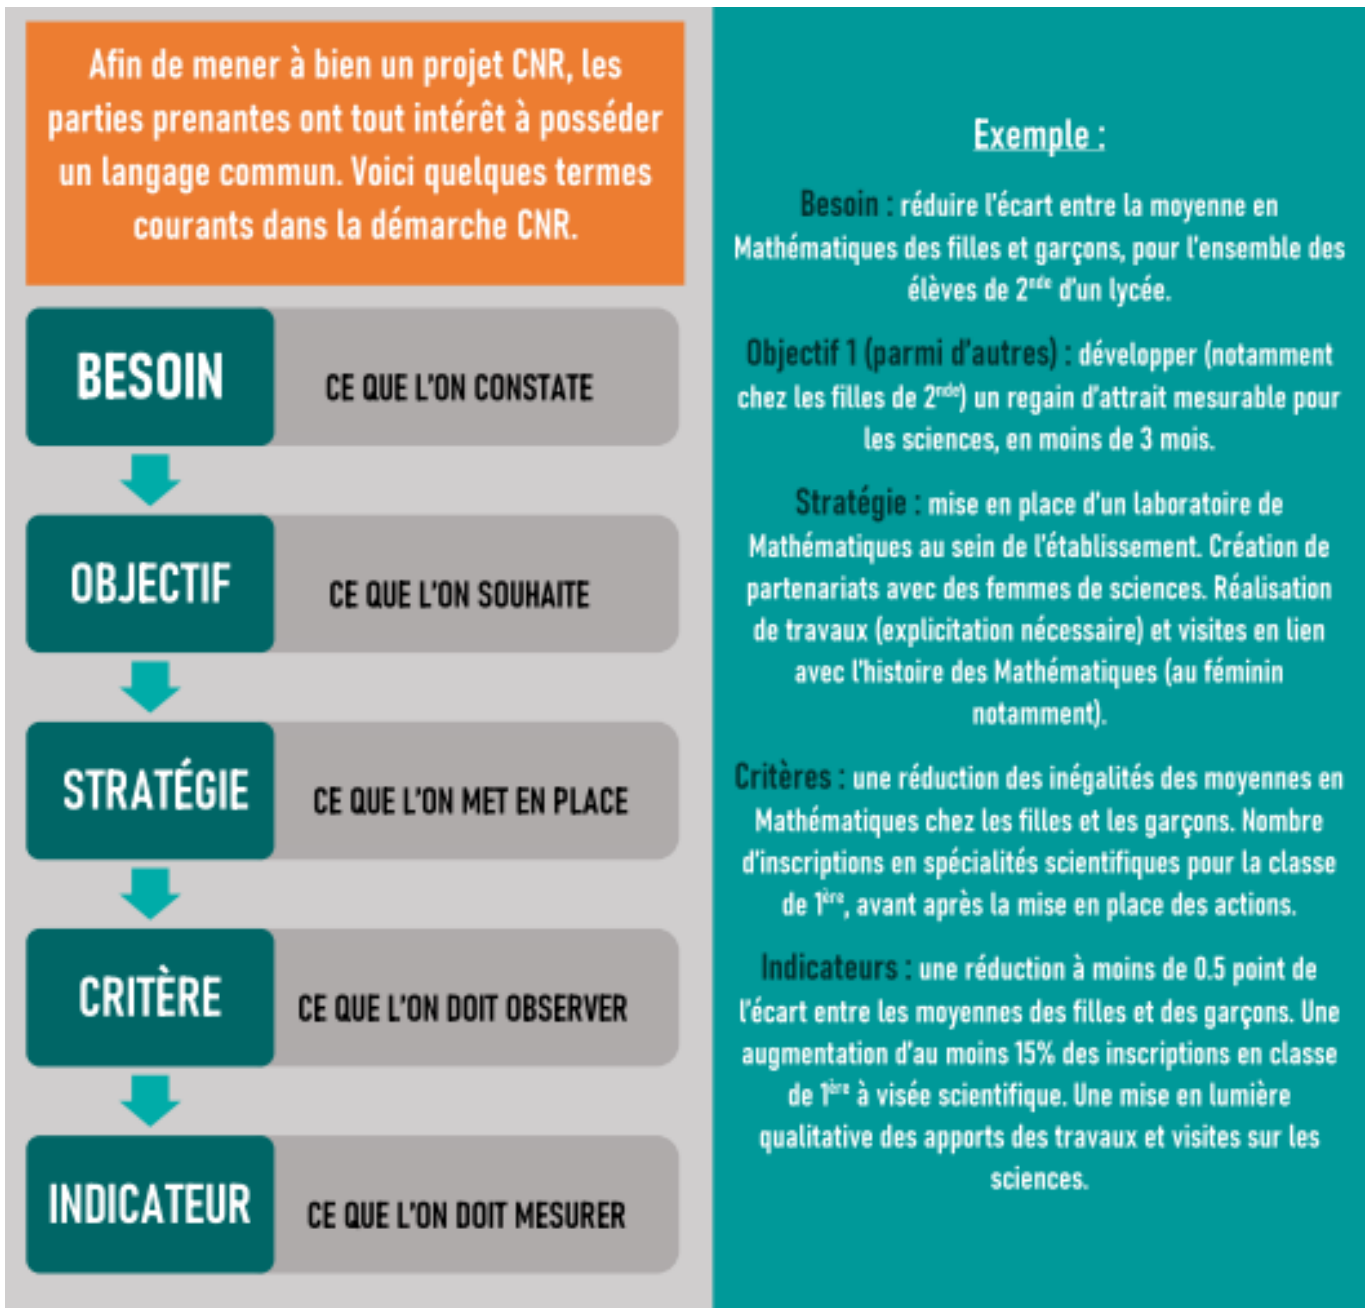 Afin de mener à bien un projet CNR, les
parties prenantes ont tout intérêt à posséder
un langage commun. Voici quelques termes
courants dans la démarche CNR.
BESOIN
CE QUE L'ON CONSTATE
OBJECTIF
CE QUE L'ON SOUHAITE
STRATÉGIE
CE QUE L'ON MET EN PLACE
CRITÈRE
CE QUE L'ON DOIT OBSERVER
INDICATEUR
CE QUE L'ON DOIT MESURER
Exemple :
Besoin : réduire l'écart entre la moyenne en
Mathématiques des filles et garçons, pour l'ensemble des
élèves de 2nde d'un lycée.
Objectif 1 (parmi d'autres) : développer (notamment
chez les filles de 2nde) un regain d'attrait mesurable pour
les sciences, en moins de 3 mois.
Stratégie : mise en place d'un laboratoire de
Mathématiques au sein de l'établissement. Création de
partenariats avec des femmes de sciences. Réalisation
de travaux (explicitation nécessaire) et visites en lien
avec l'histoire des Mathématiques (au féminin
notamment).
Critères : une réduction des inégalités des moyennes en
Mathématiques chez les filles et les garçons. Nombre
d'inscriptions en spécialités scientifiques pour la classe
de 1ère, avant après la mise en place des actions.
Indicateurs : une réduction à moins de 0.5 point de
l'écart entre les moyennes des filles et des garçons. Une
augmentation d'au moins 15% des inscriptions en classe
de 1ère à visée scientifique. Une mise en lumière
qualitative des apports des travaux et visites sur les
sciences.